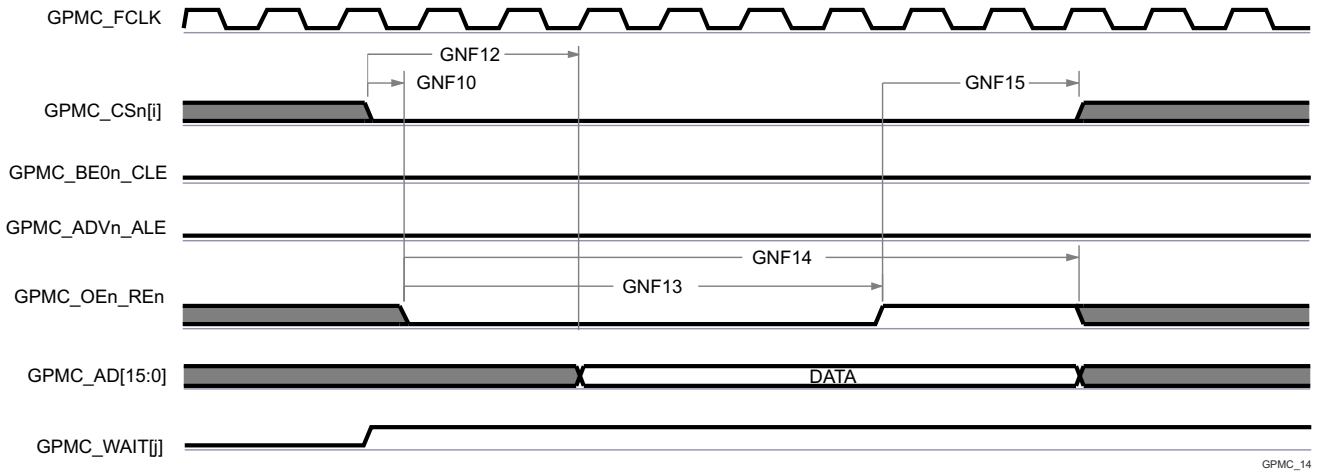 GPMC_FCLK
GNF12
GNF10
GNF15
GPMC_CSn[i]
GPMC_BE0n_CLE
GPMC_ADVn_ALE
GNF14
GNF13
GPMC_OEn_REn
GPMC_AD[15:0]
DATA
GPMC_WAIT[j]
GPMC_14